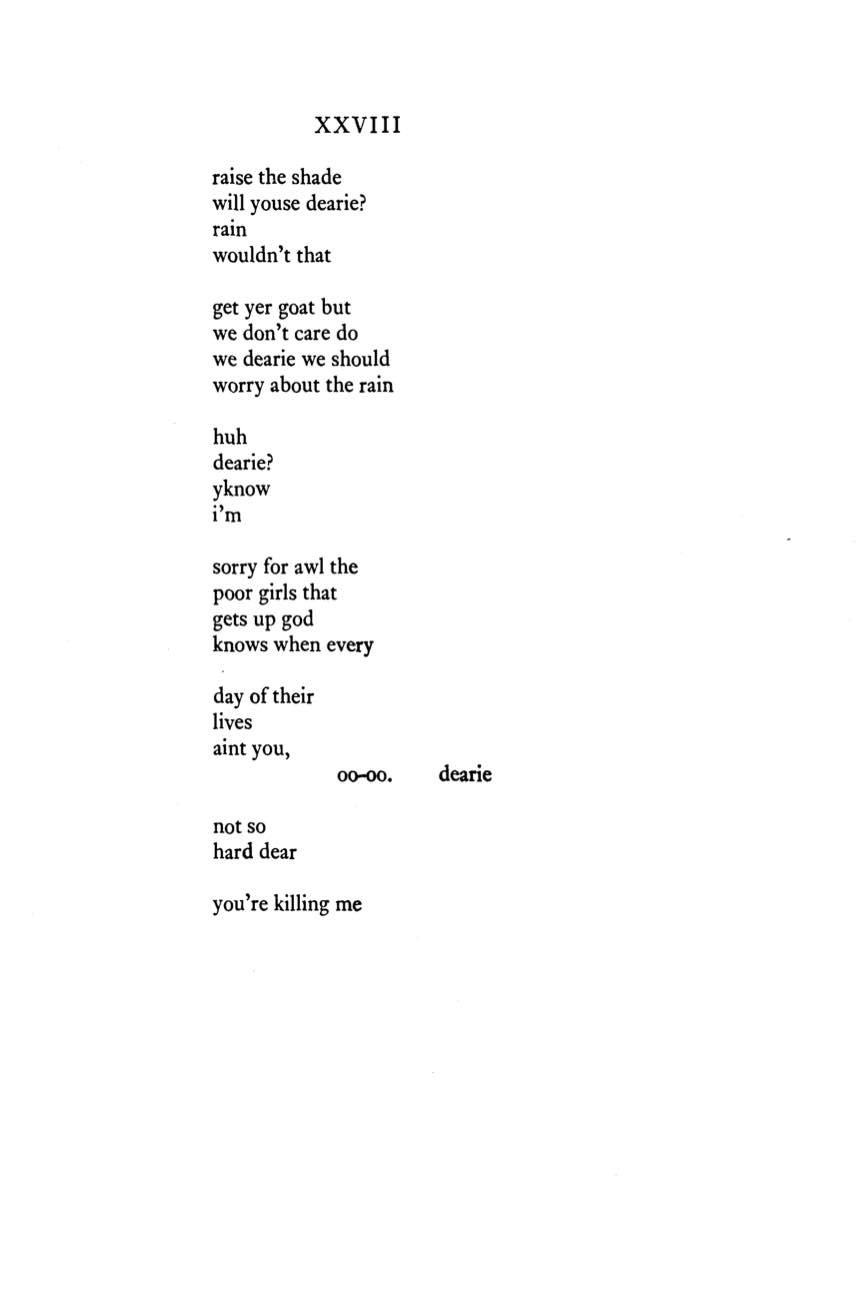 XXVIII
raise the shade
will youse dearie?
rain
wouldn't that
get yer goat but
we don't care do
we dearie we should
worry about the rain
huh
dearie?
yknow
i'm
sorry for awl the
poor girls that
gets up god
knows when every
day of their
lives
aint you,
oo-oo. dearie
not so
hard dear
you're killing me